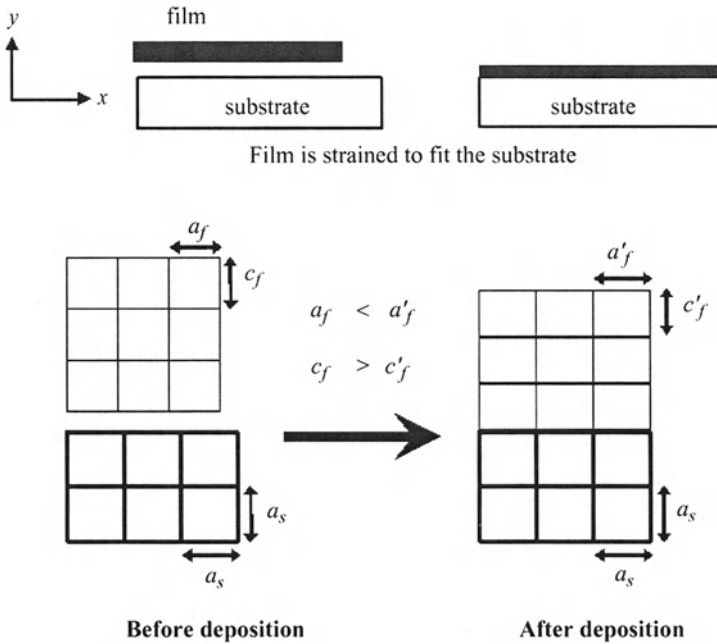 y
film
x
substrate
substrate
Film is strained to fit the substrate
a_f
c_f
a_f < a'_f
c_f > c'_f
a'_f
c'_f
a_s
a_s
a_s
a_s
Before deposition
After deposition